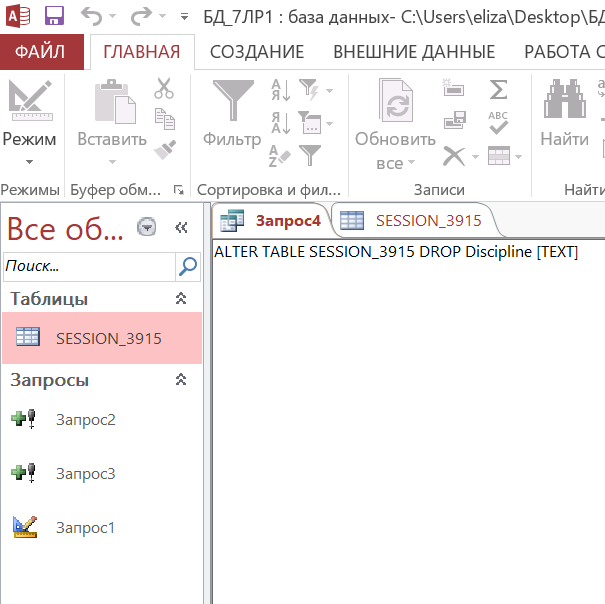 БД_7ЛР1 : база данных- C:\Users\eliza\Desktop\БД
ФАЙЛ ГЛАВНАЯ СОЗДАНИЕ ВНЕШНИЕ ДАННЫЕ РАБОТА С
Режим Вставить Фильтр Обновить все Найти
Режимы Буфер обм... Сортировка и фил... Записи Найти
Все об... Запрос4 SESSION_3915
ALTER TABLE SESSION_3915 DROP Discipline [TEXT]
Поиск...
Таблицы
SESSION_3915
Запросы
Запрос2
Запрос3
Запрос1